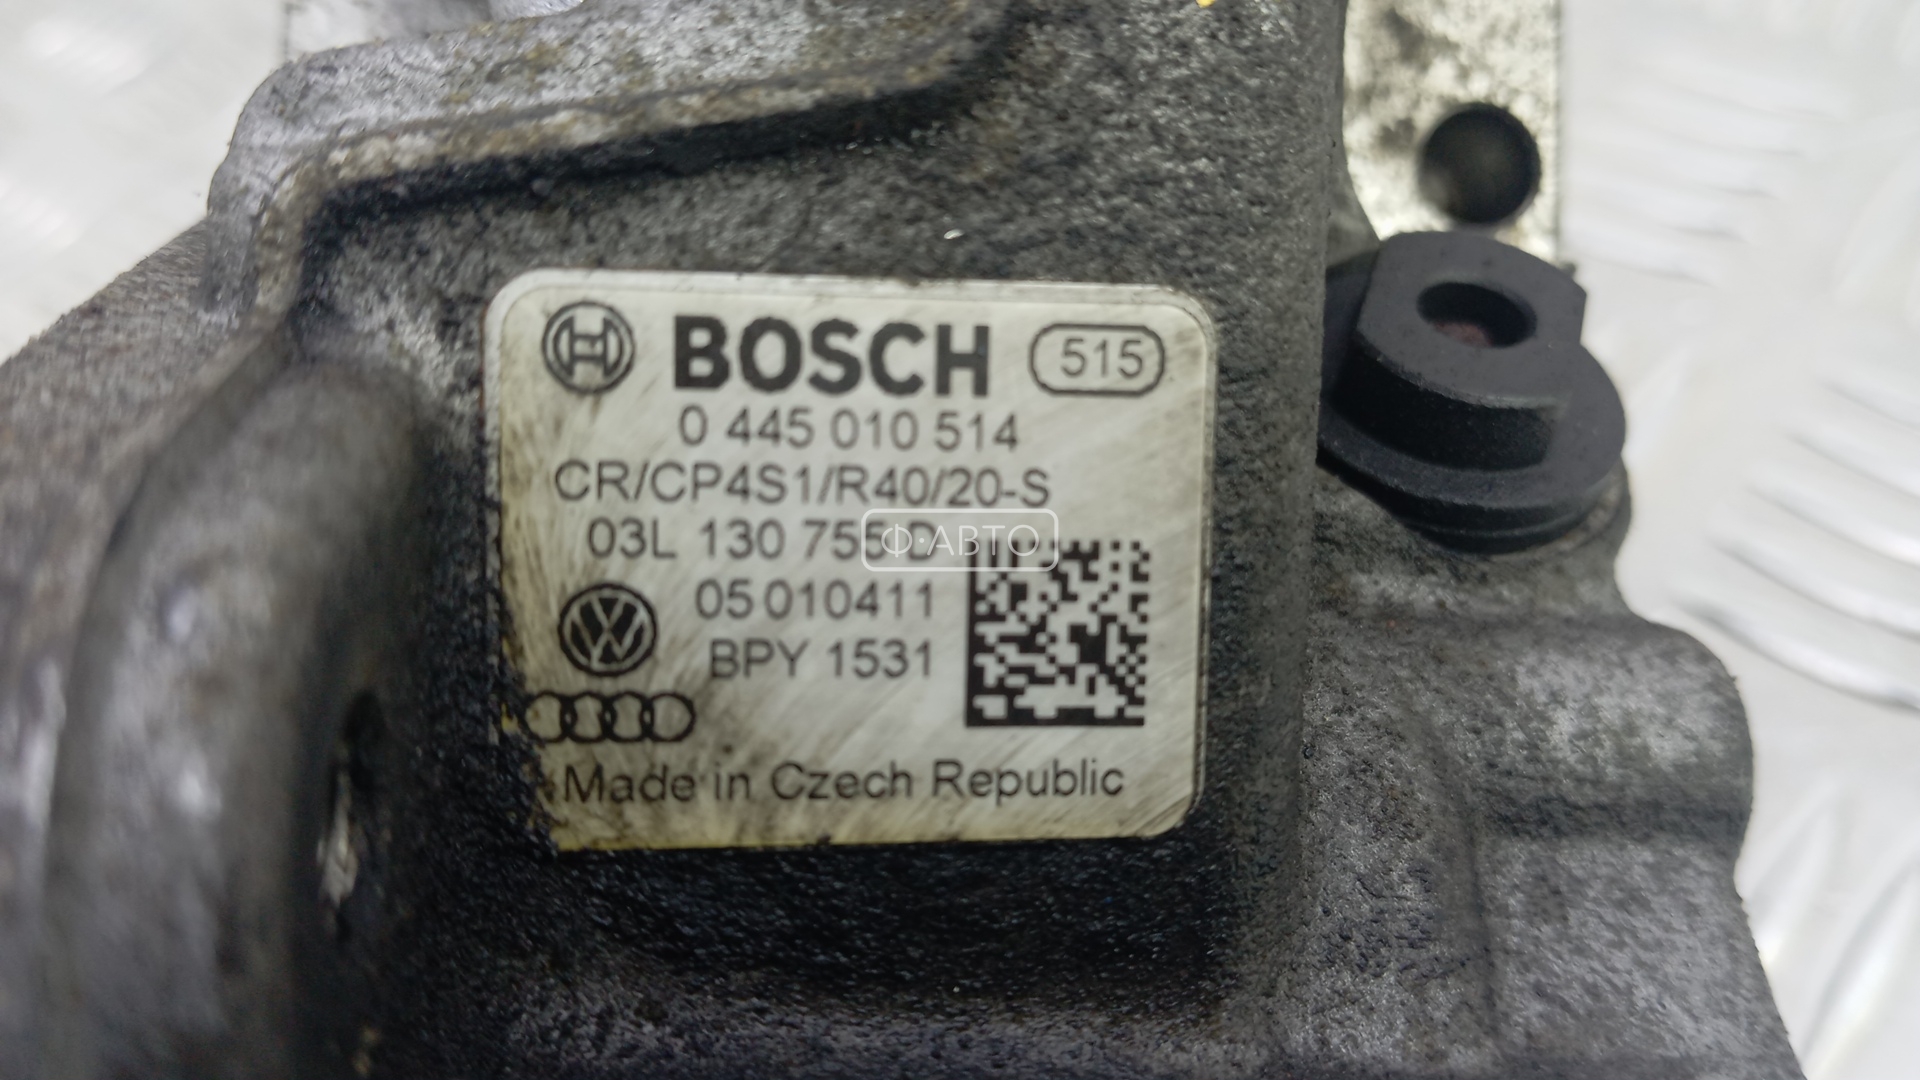 BOSCH 515
0 445 010 514
CR/CP4S1/R40/20-S
03L 130 755 D
Ф·АВТО
05 010411
BPY 1531
Made in Czech Republic